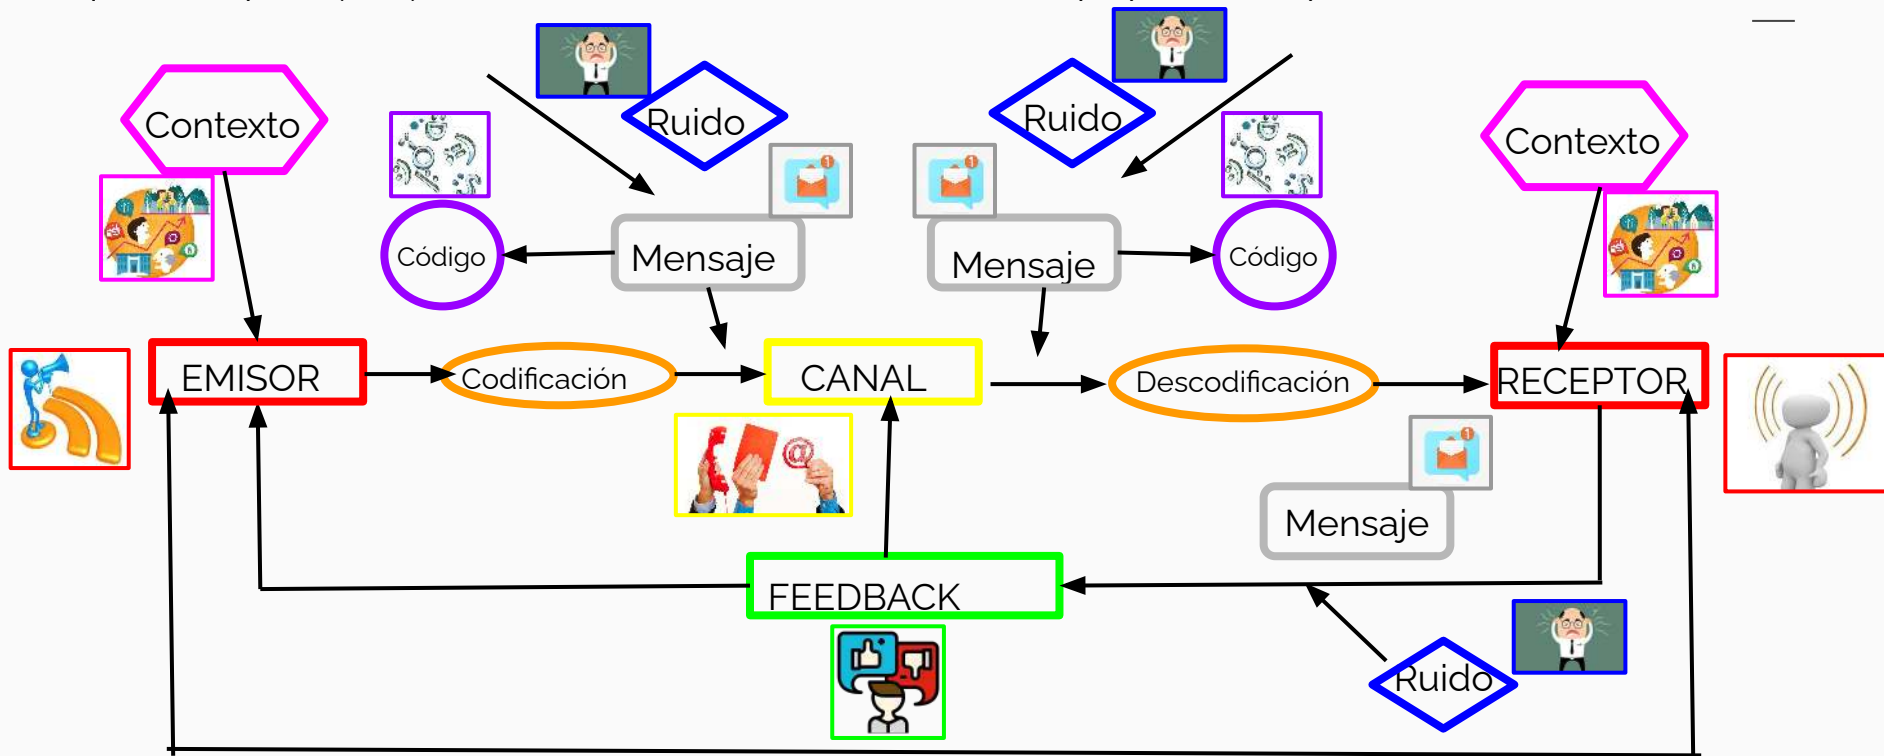 Ruido
Ruido
Contexto
Contexto
Código
Mensaje
Mensaje
Código
EMISOR
Codificación
CANAL
Descodificación
RECEPTOR
Mensaje
FEEDBACK
Ruido